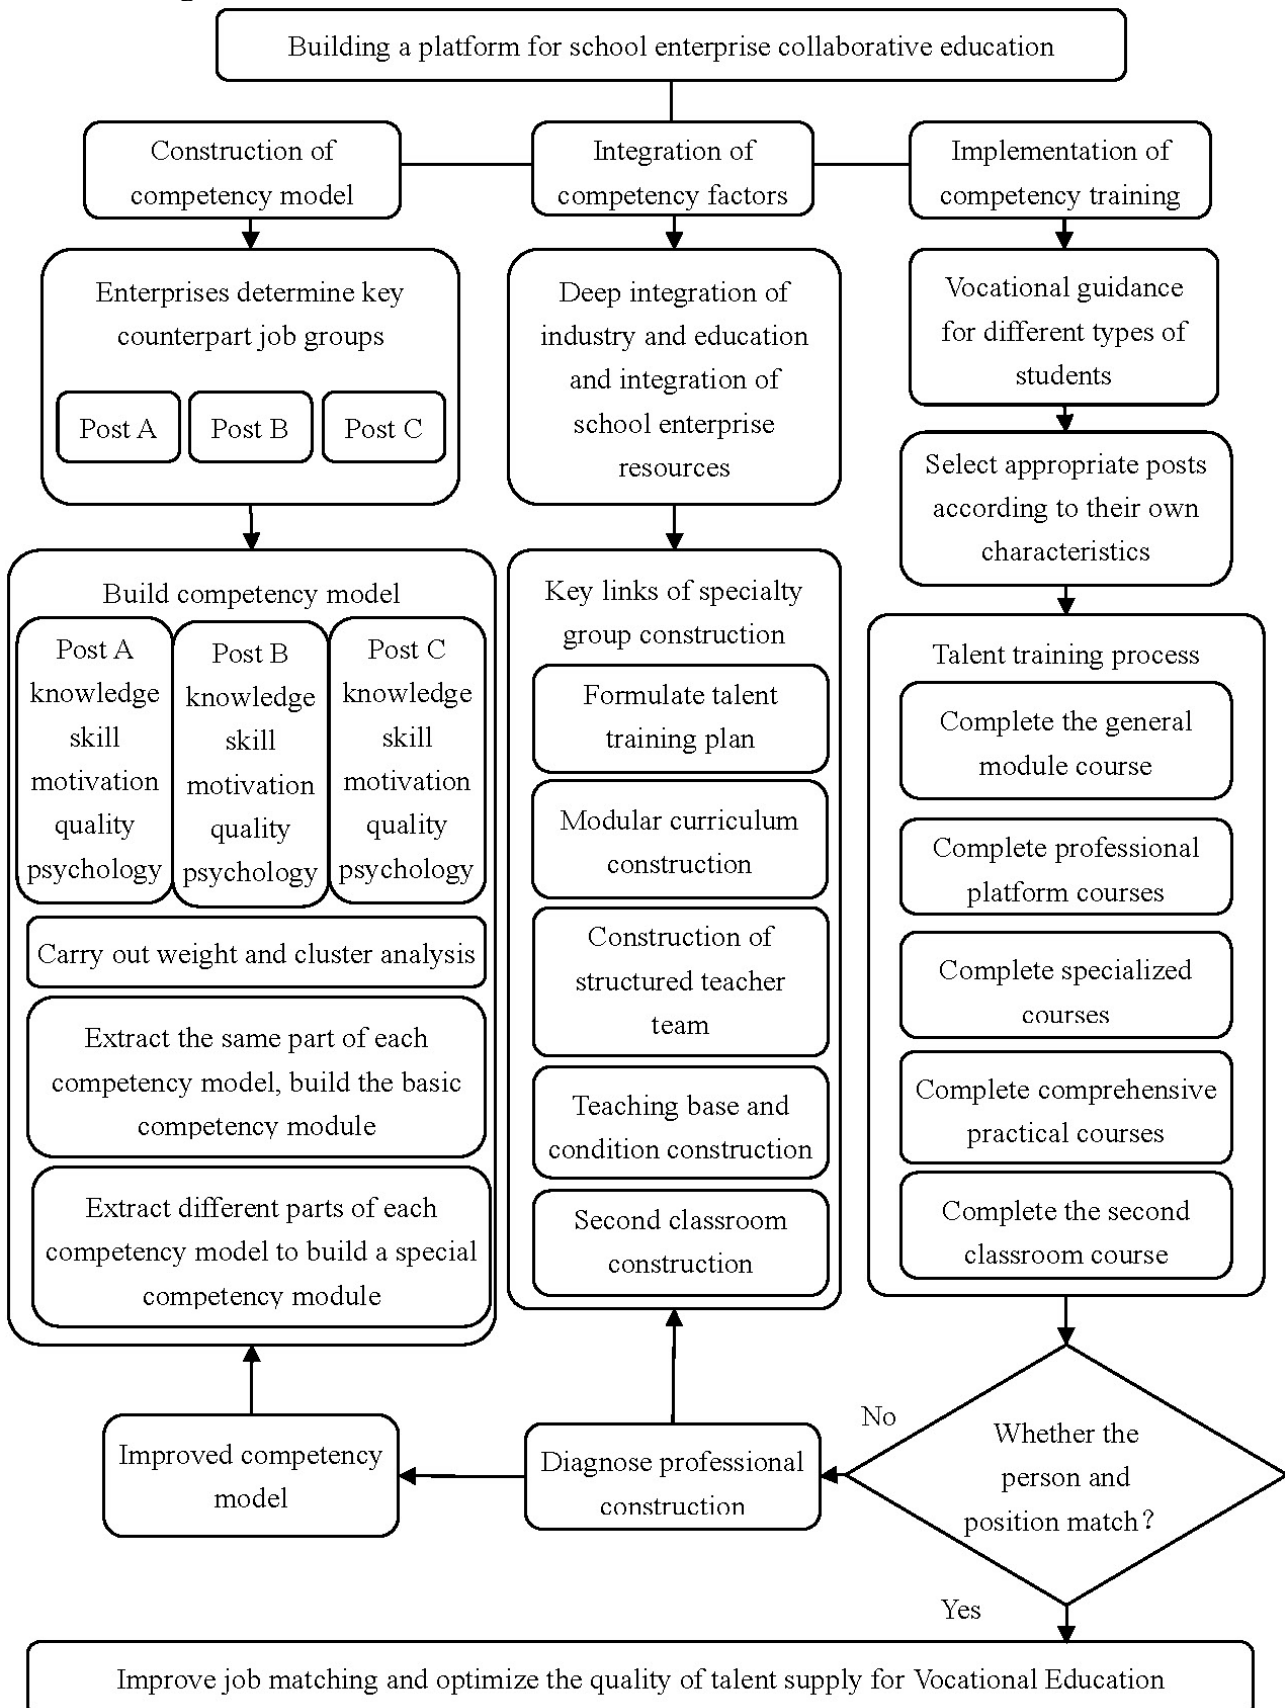 Building a platform for school enterprise collaborative education
Construction of
competency model
Integration of
competency factors
Implementation of
competency training
Enterprises determine key
counterpart job groups
Post A
Post B
Post C
Deep integration of
industry and education
and integration of
school enterprise
resources
Vocational guidance
for different types of
students
Select appropriate posts
according to their own
characteristics
Build competency model
Post A
knowledge
skill
motivation
quality
psychology
Post B
knowledge
skill
motivation
quality
psychology
Post C
knowledge
skill
motivation
quality
psychology
Carry out weight and cluster analysis
Extract the same part of each
competency model, build the basic
competency module
Extract different parts of each
competency model to build a special
competency module
Key links of specialty
group construction
Formulate talent
training plan
Modular curriculum
construction
Construction of
structured teacher
team
Teaching base and
condition construction
Second classroom
construction
Talent training process
Complete the general
module course
Complete professional
platform courses
Complete specialized
courses
Complete comprehensive
practical courses
Complete the second
classroom course
Improved competency
model
Diagnose professional
construction
No
Whether the
person and
position match？
Yes
Improve job matching and optimize the quality of talent supply for Vocational Education